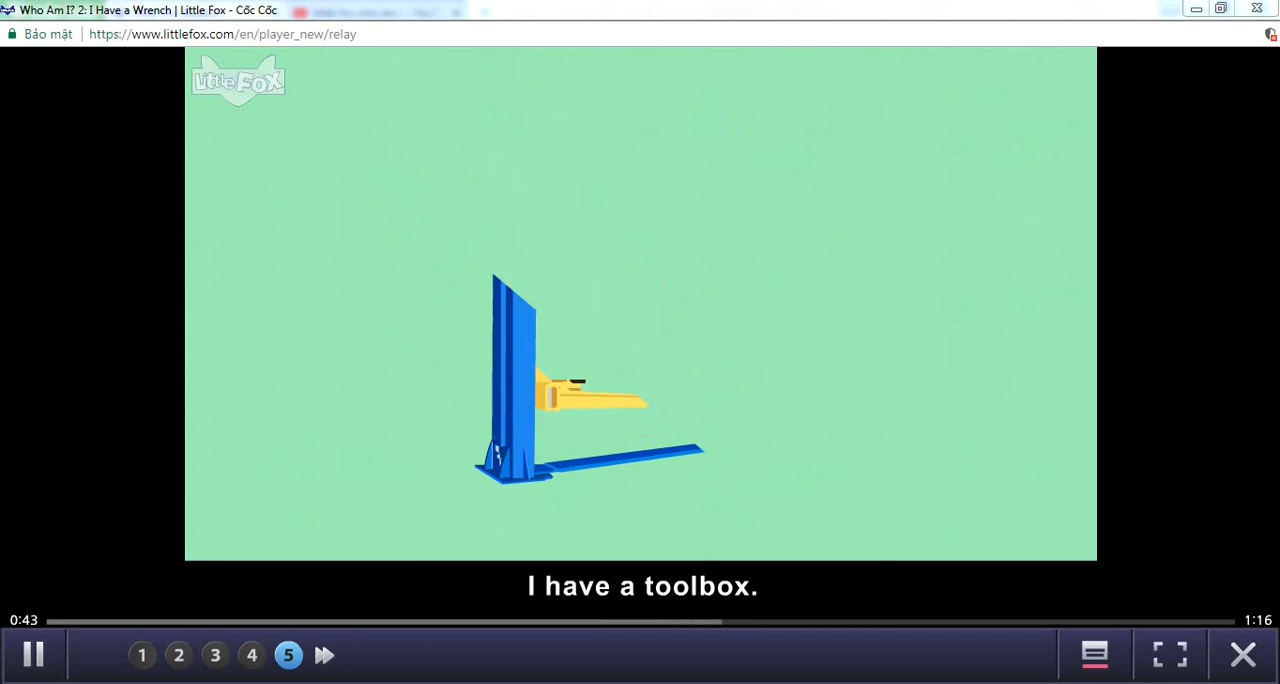 Who Am I? 2: I Have a Wrench | Little Fox - Cốc Cốc
Bảo mật
https://www.littlefox.com/en/player_new/relay
Little Fox
I have a toolbox.
0:43
1:16
1 2 3 4 5